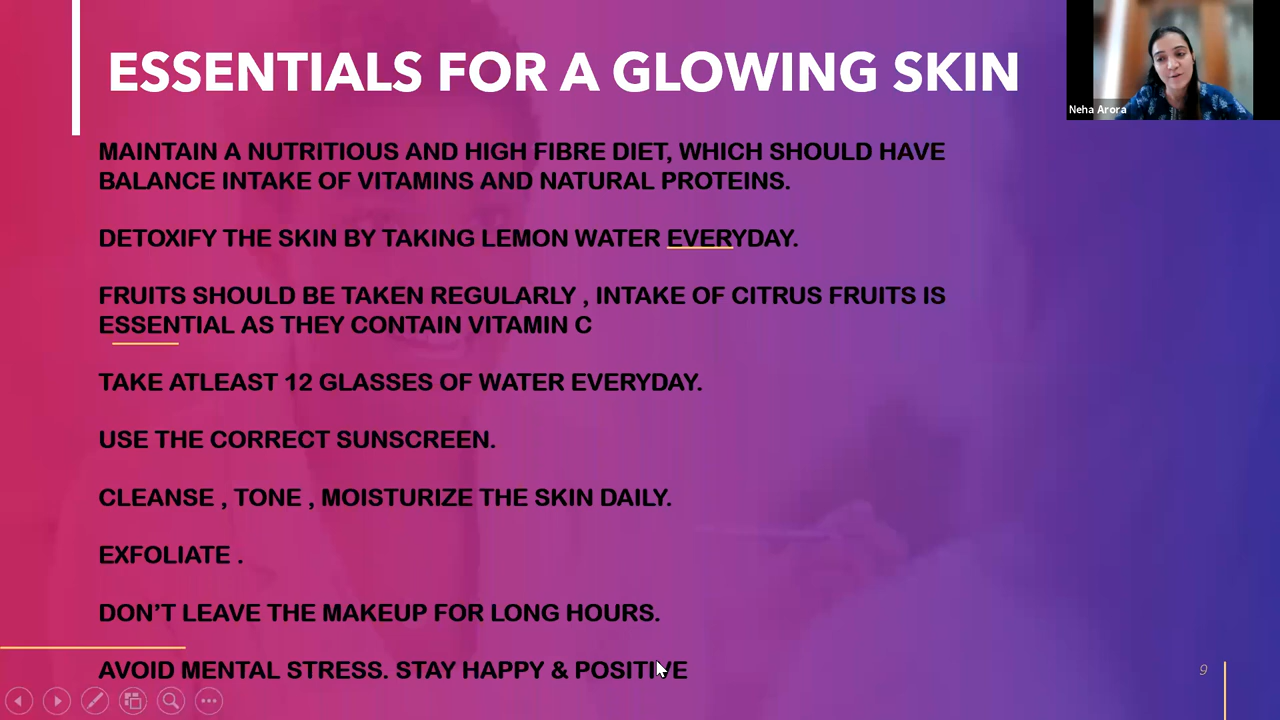 ESSENTIALS FOR A GLOWING SKIN
Neha Arora
MAINTAIN A NUTRITIOUS AND HIGH FIBRE DIET, WHICH SHOULD HAVE
BALANCE INTAKE OF VITAMINS AND NATURAL PROTEINS.
DETOXIFY THE SKIN BY TAKING LEMON WATER EVERYDAY.
FRUITS SHOULD BE TAKEN REGULARLY , INTAKE OF CITRUS FRUITS IS
ESSENTIAL AS THEY CONTAIN VITAMIN C
TAKE ATLEAST 12 GLASSES OF WATER EVERYDAY.
USE THE CORRECT SUNSCREEN.
CLEANSE , TONE , MOISTURIZE THE SKIN DAILY.
EXFOLIATE .
DON’T LEAVE THE MAKEUP FOR LONG HOURS.
AVOID MENTAL STRESS. STAY HAPPY & POSITIVE
9